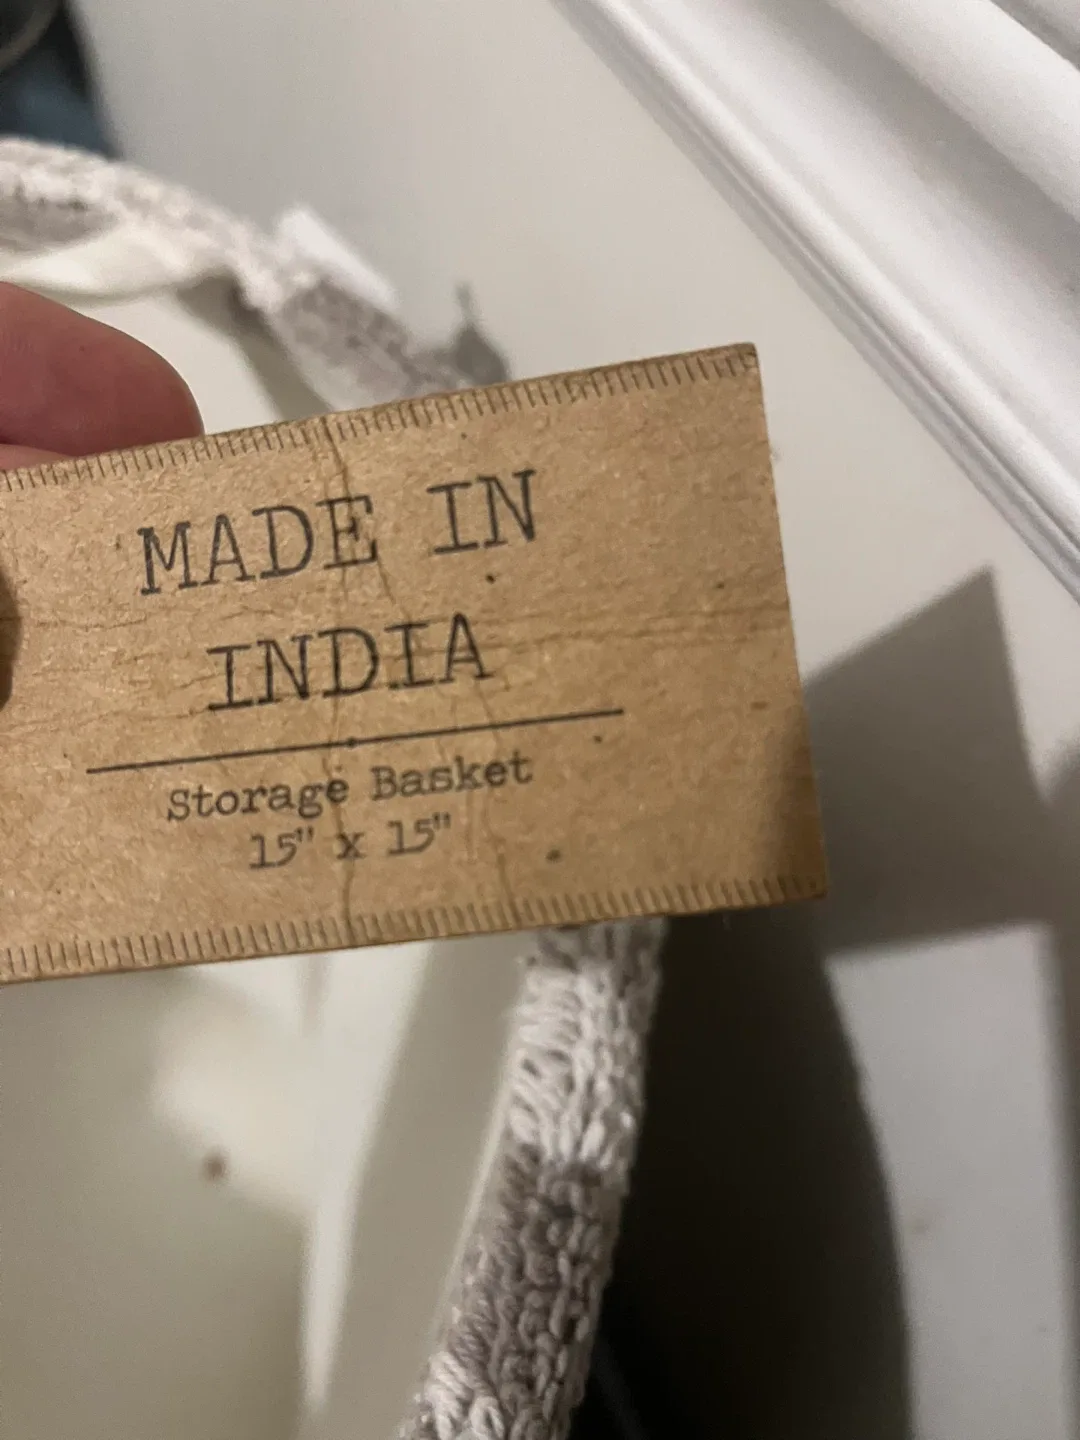 MADE IN
INDIA
Storage Basket
15" x 15"